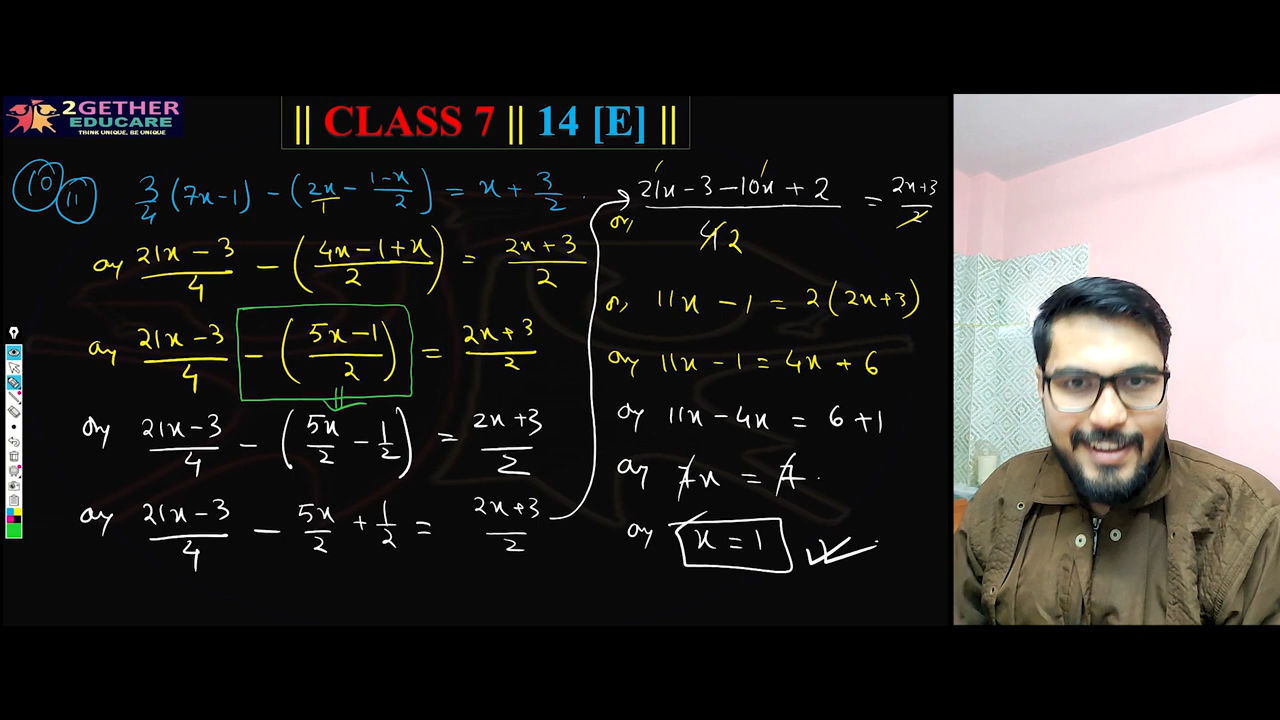 2GETHER
EDUCARE
THINK UNIQUE, BE UNIQUE
|| CLASS 7 || 14 [E] ||
10 11 3/4 (7x-1) - (2x/1 - (1-x)/2) = x + 3/2 .
or, (21x - 3)/4 - ((4x - 1 + x)/2) = (2x + 3)/2
or, (21x - 3)/4 - ((5x - 1)/2) = (2x + 3)/2
or, (21x - 3)/4 - (5x/2 - 1/2) = (2x + 3)/2
or, (21x - 3)/4 - 5x/2 + 1/2 = (2x + 3)/2
or, (21x - 3 - 10x + 2)/4 2 = (2x + 3)/2
or, 11x - 1 = 2(2x + 3)
or, 11x - 1 = 4x + 6
or, 11x - 4x = 6 + 1
or, 7x = 7 .
or, x = 1